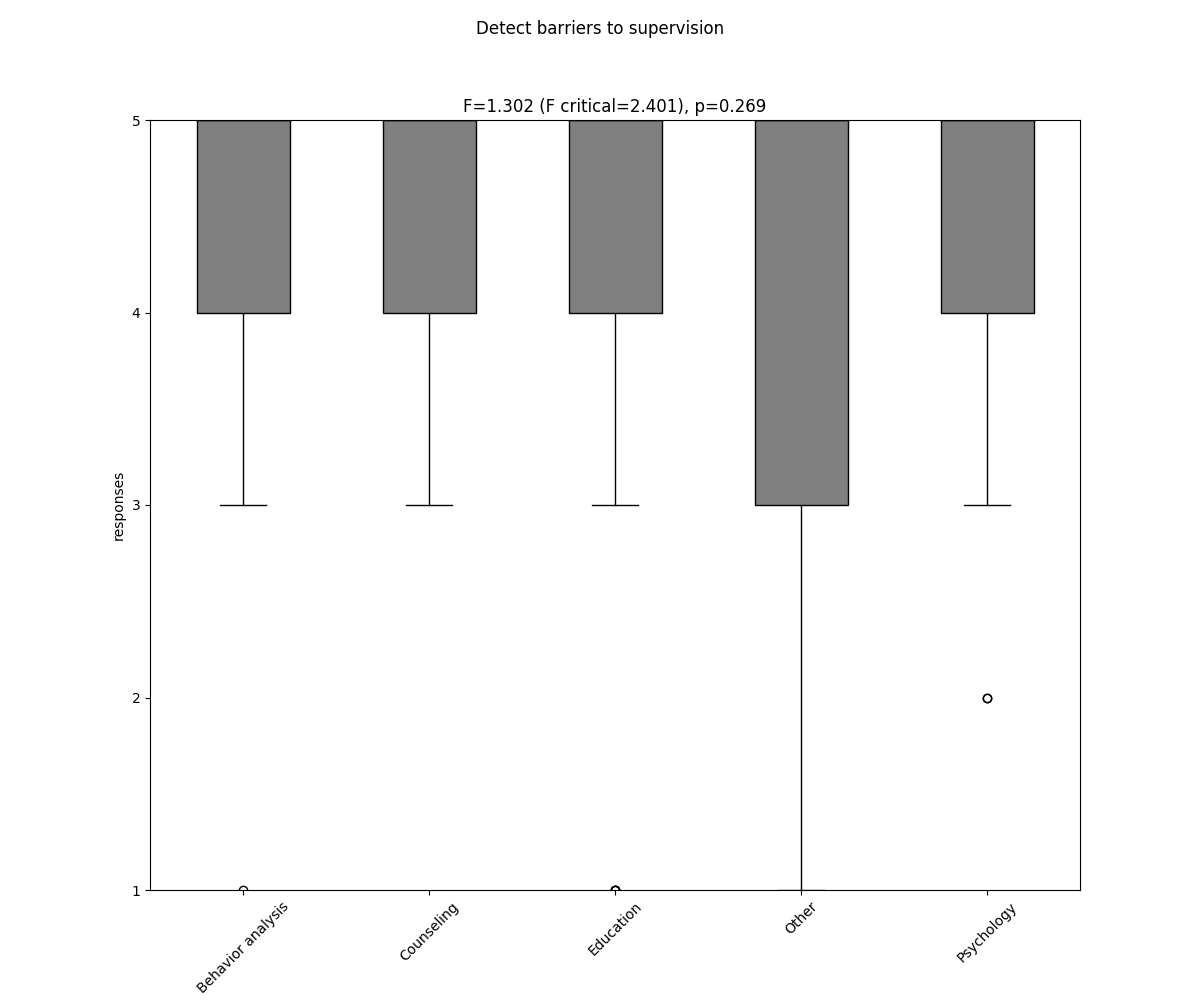 Detect barriers to supervision
F=1.302 (F critical=2.401), p=0.269
5
4
3
2
1
responses
Behavior analysis
Counseling
Education
Other
Psychology